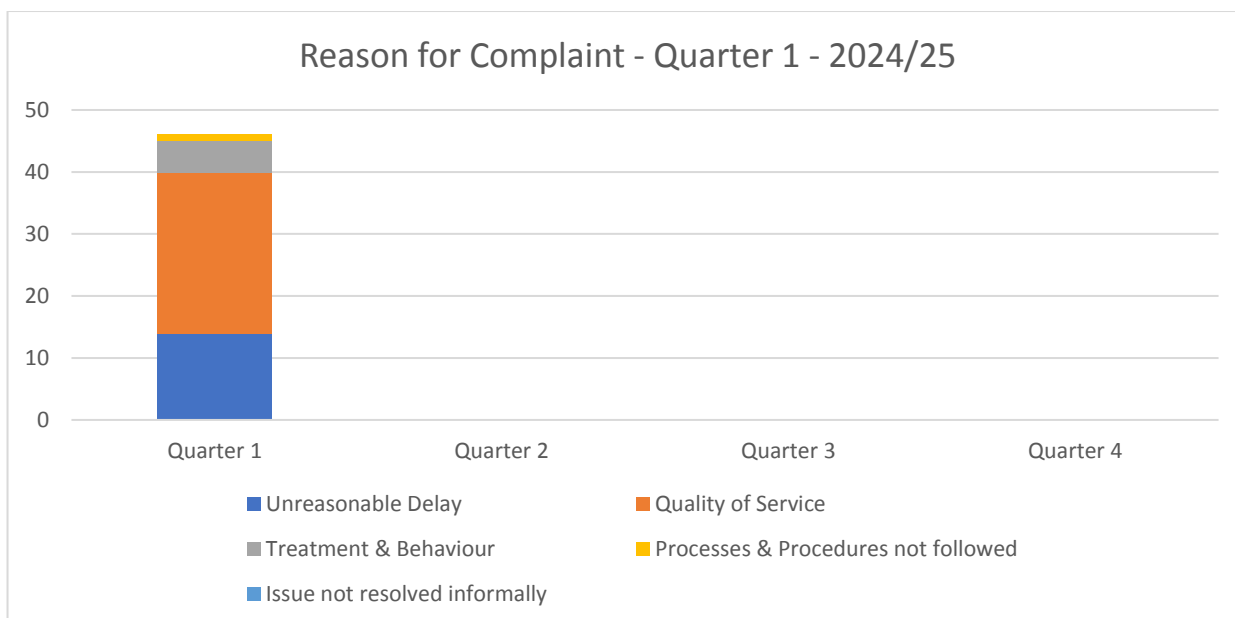 Reason for Complaint - Quarter 1 - 2024/25
50
40
30
20
10
0
Quarter 1 Quarter 2 Quarter 3 Quarter 4
Unreasonable Delay Quality of Service
Treatment & Behaviour Processes & Procedures not followed
Issue not resolved informally